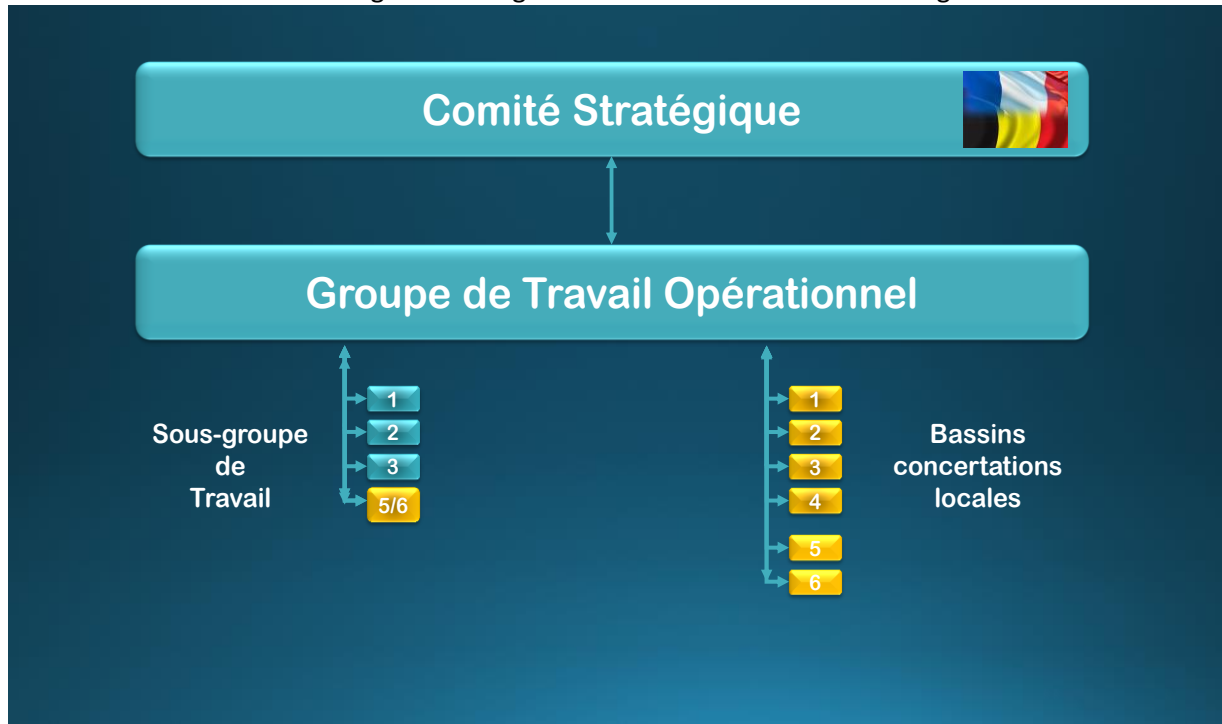 Comité Stratégique
Groupe de Travail Opérationnel
Sous-groupe
de
Travail
1
2
3
5/6
1
2
3
4
5
6
Bassins
concertations
locales